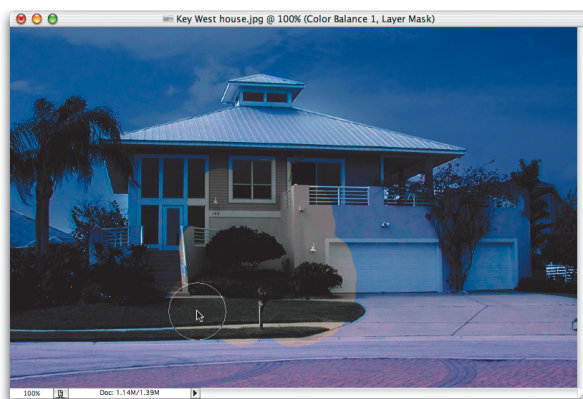 Key West house.jpg @ 100% (Color Balance 1, Layer Mask)
100%
Doc: 1.14M/1.39M